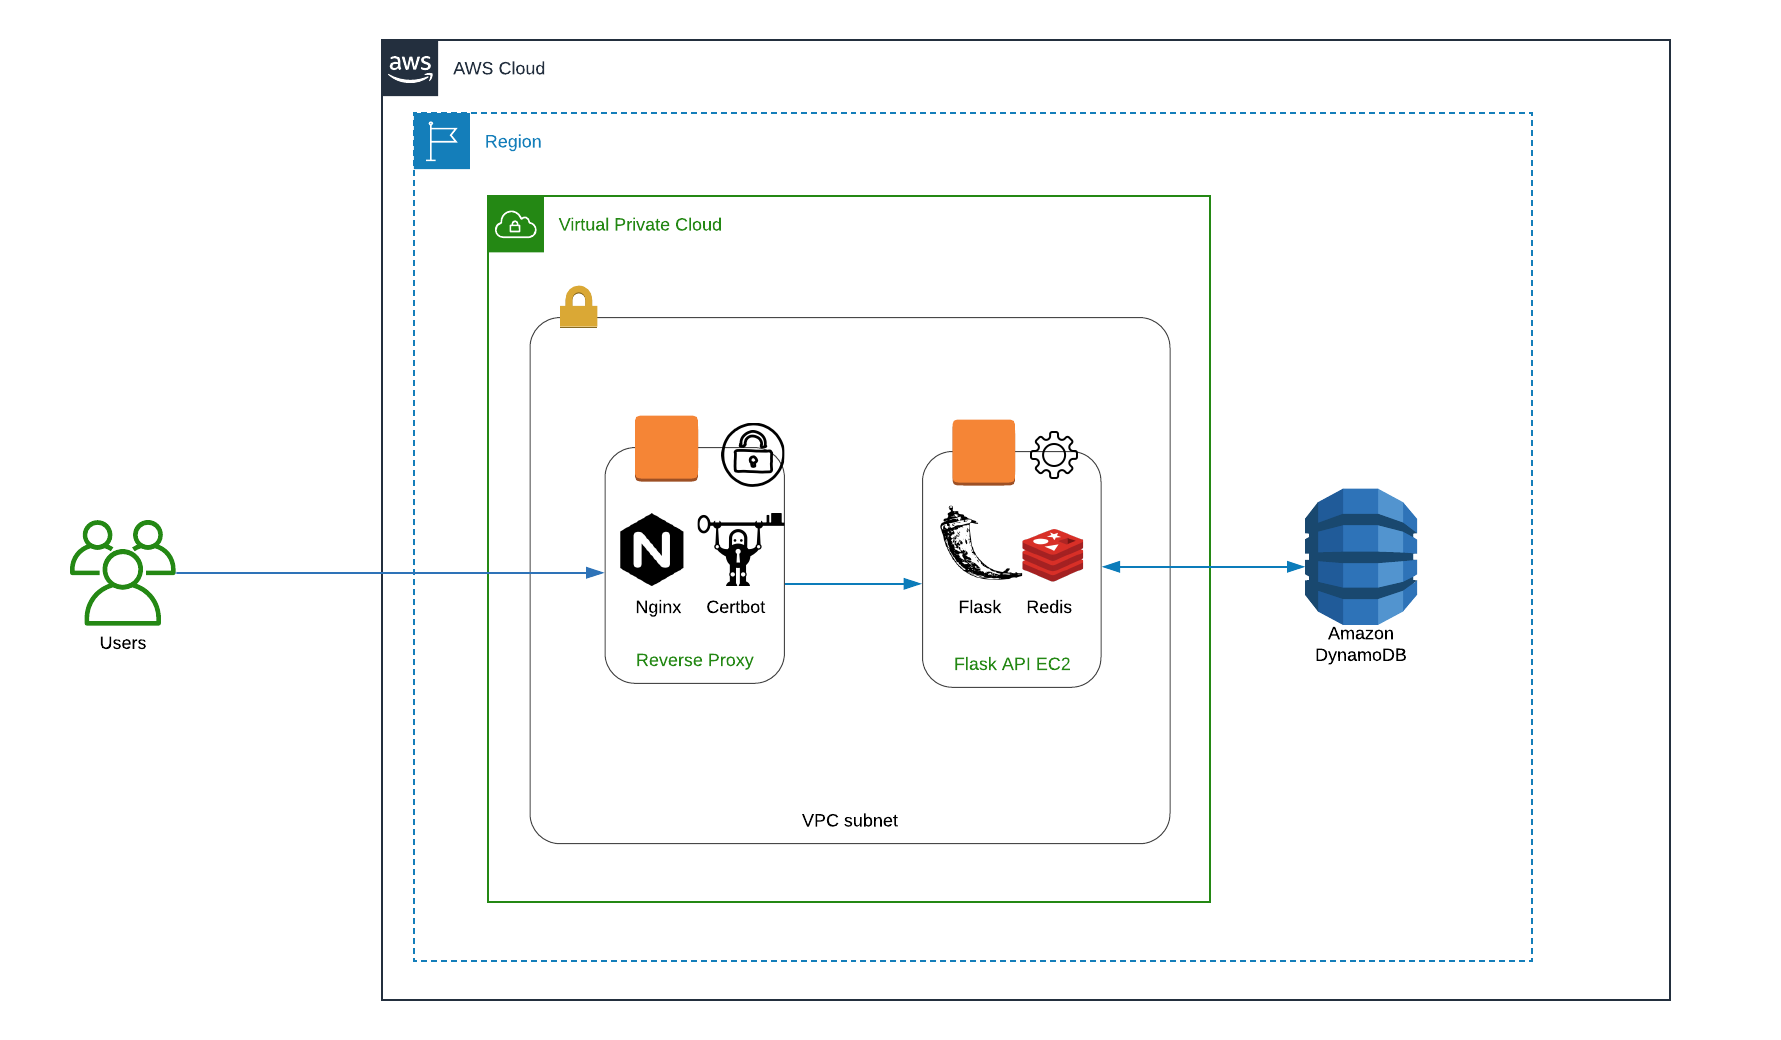 aws
AWS Cloud
Region
Virtual Private Cloud
N
Nginx
Certbot
Flask
Redis
Reverse Proxy
Flask API EC2
Users
Amazon
DynamoDB
VPC subnet